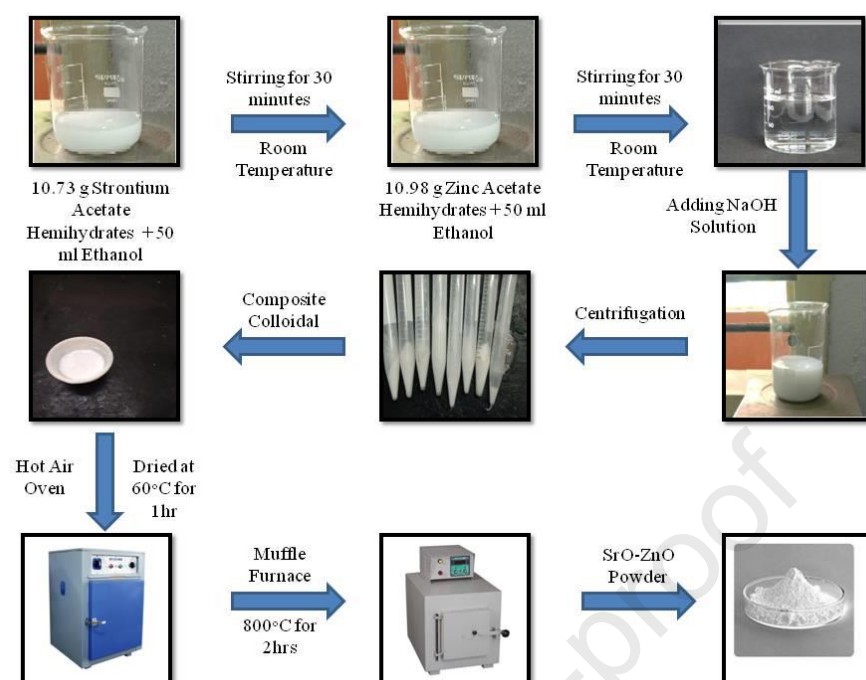 Stirring for 30
minutes
Room
Temperature
Stirring for 30
minutes
Room
Temperature
10.73 g Strontium
Acetate
Hemihydrates +50
ml Ethanol
10.98 g Zinc Acetate
Hemihydrates +50 ml
Ethanol
Adding NaOH
Solution
Composite
Colloidal
Centrifugation
Hot Air
Oven
Dried at
60°C for
1hr
Muffle
Furnace
800°C for
2hrs
SrO-ZnO
Powder